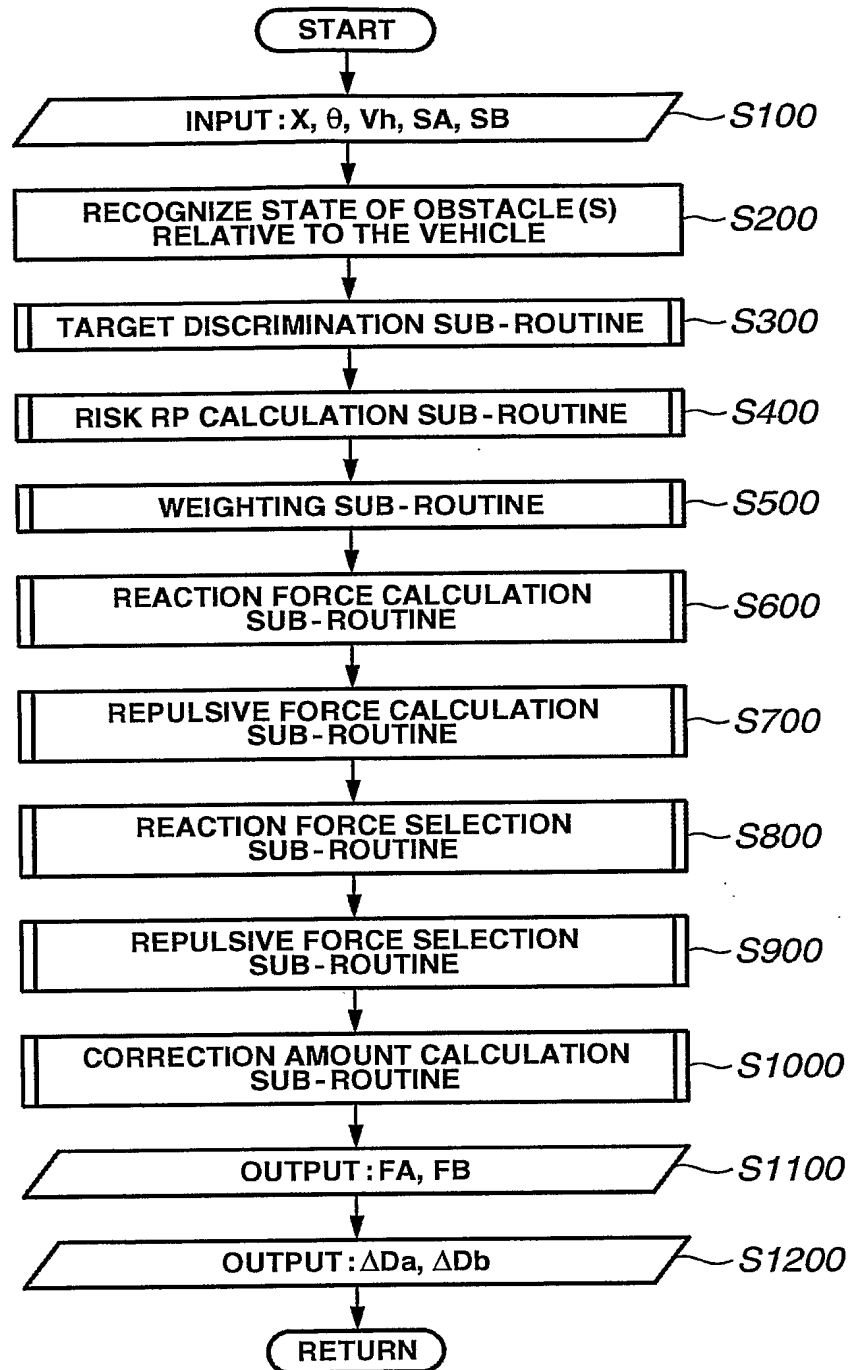 START
INPUT : X, θ, Vh, SA, SB
S100
RECOGNIZE STATE OF OBSTACLE(S)
RELATIVE TO THE VEHICLE
S200
TARGET DISCRIMINATION SUB-ROUTINE
S300
RISK RP CALCULATION SUB-ROUTINE
S400
WEIGHTING SUB-ROUTINE
S500
REACTION FORCE CALCULATION
SUB-ROUTINE
S600
REPULSIVE FORCE CALCULATION
SUB-ROUTINE
S700
REACTION FORCE SELECTION
SUB-ROUTINE
S800
REPULSIVE FORCE SELECTION
SUB-ROUTINE
S900
CORRECTION AMOUNT CALCULATION
SUB-ROUTINE
S1000
OUTPUT : FA, FB
S1100
OUTPUT : ΔDa, ΔDb
S1200
RETURN